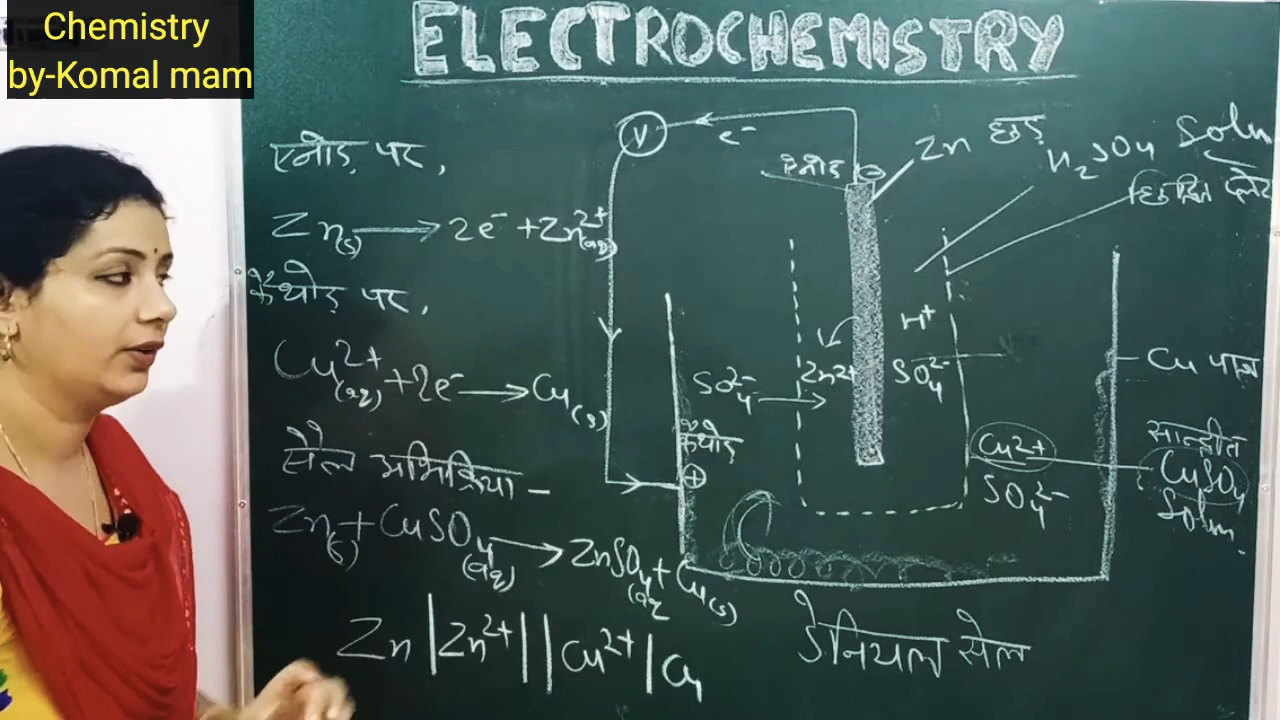 Chemistry
by-Komal mam
ELECTROCHEMISTRY
एनोड़ पर,
Zn(s) ⟶ 2e⁻ + Zn²⁺(aq)
कैथोड़ पर,
Cu²⁺(aq) + 2e⁻ ⟶ Cu(s)
सैल अभिक्रिया -
Zn(s) + CuSO₄(aq) ⟶ ZnSO₄(aq) + Cu(s)
Zn | Zn²⁺ || Cu²⁺ | Cu
V
e⁻
एनोड़
⊖
Zn छड़
H₂SO₄ Soln
छिद्रित प्लेट
H⁺
SO₄²⁻
Zn²⁺
SO₄²⁻
कैथोड़
⊕
Cu पात्र
Cu²⁺
SO₄²⁻
CuSO₄
Soln.
डेनियल सेल